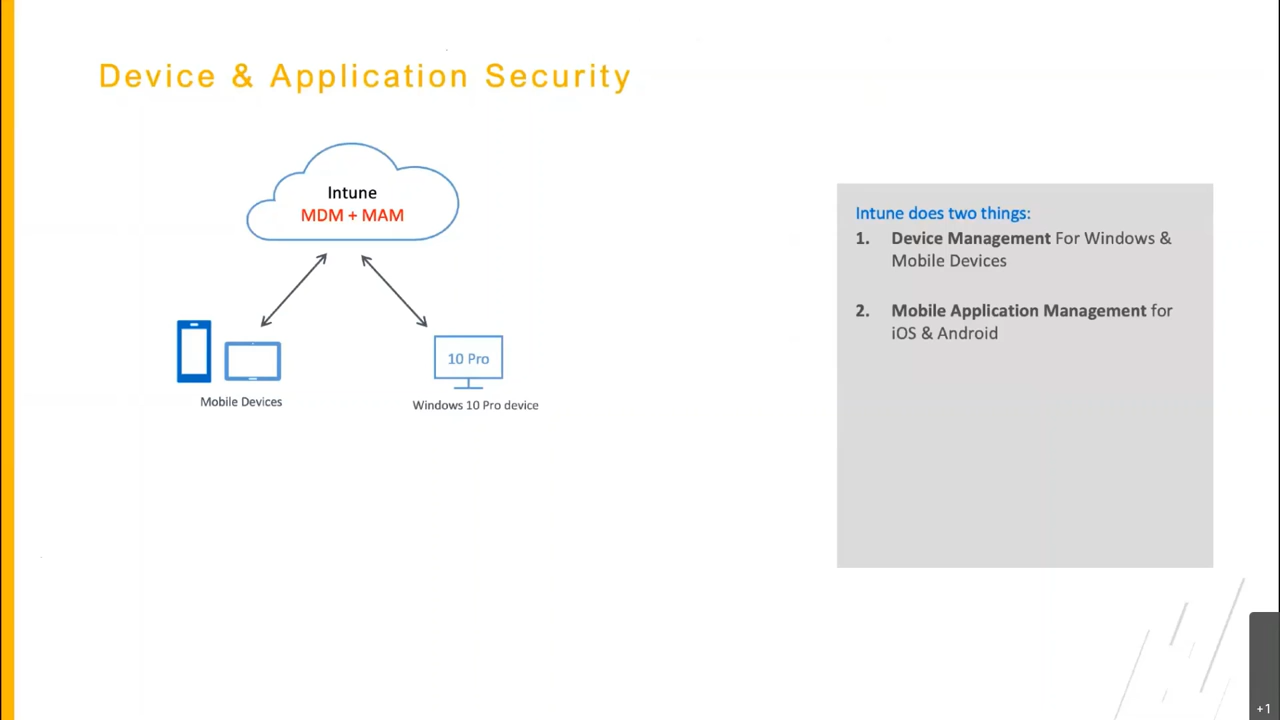 Device & Application Security
Intune
MDM + MAM
10 Pro
Mobile Devices
Windows 10 Pro device
Intune does two things:
1. Device Management For Windows &
Mobile Devices
2. Mobile Application Management for
iOS & Android
+1